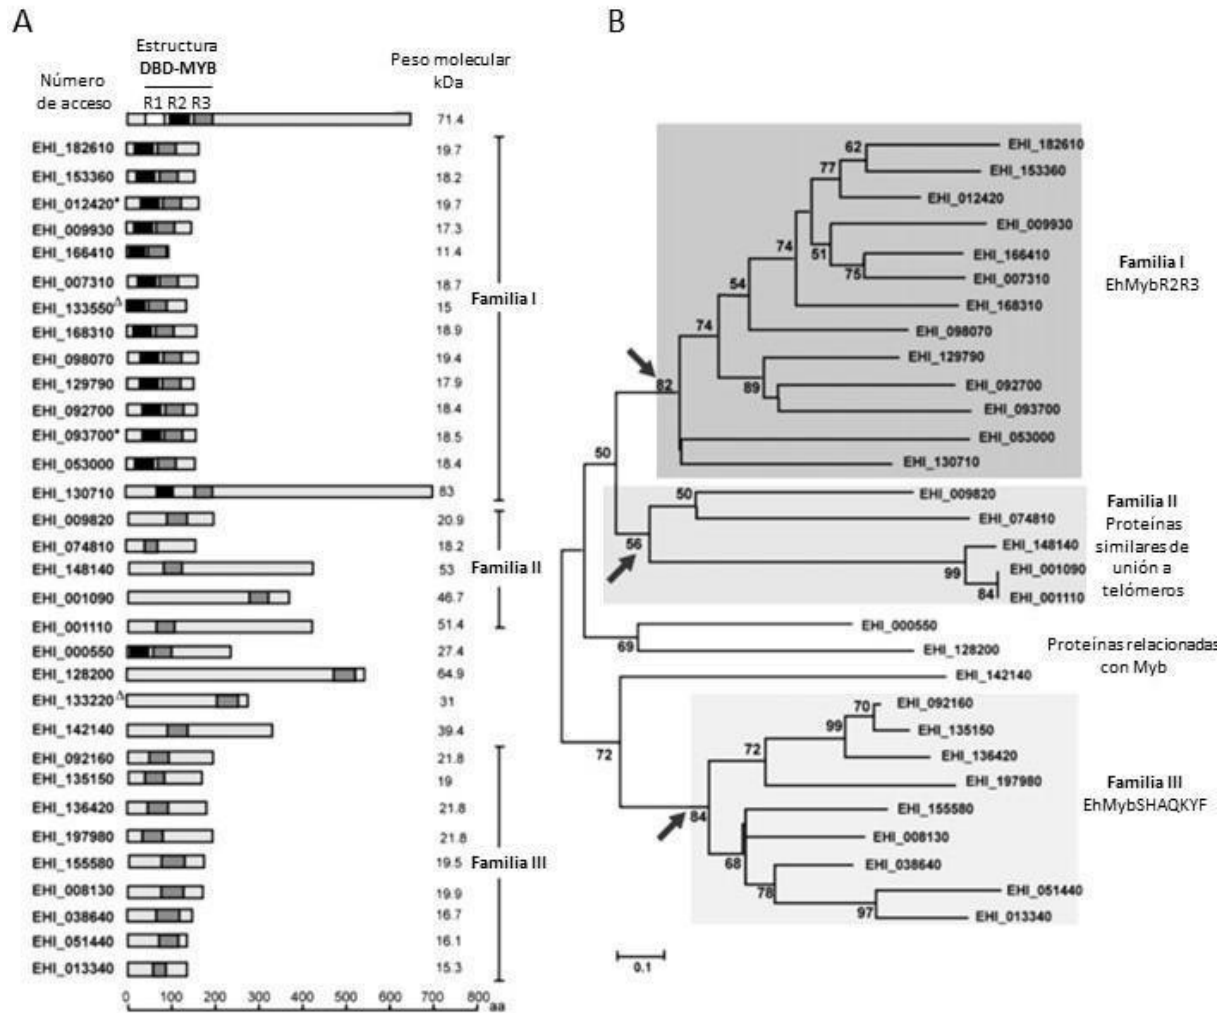 A
B
Estructura
DBD-MYB
Peso molecular
kDa
Número
de acceso
R1 R2 R3
71.4
EHI_182610 19.7
EHI_153360 18.2
EHI_012420* 19.7
EHI_009930 17.3
EHI_166410 11.4
EHI_007310 18.7
Familia I
EHI_133550Δ 15
EHI_168310 18.9
EHI_098070 19.4
EHI_129790 17.9
EHI_092700 18.4
EHI_093700* 18.5
EHI_053000 18.4
EHI_130710 83
EHI_009820 20.9
EHI_074810 18.2
EHI_148140 53
Familia II
EHI_001090 46.7
EHI_001110 51.4
EHI_000550 27.4
EHI_128200 64.9
EHI_133220Δ 31
EHI_142140 39.4
EHI_092160 21.8
EHI_135150 19
EHI_136420 21.8
EHI_197980 21.8
EHI_155580 19.5
Familia III
EHI_008130 19.9
EHI_038640 16.7
EHI_051440 16.1
EHI_013340 15.3
0 100 200 300 400 500 600 700 800 aa
62 EHI_182610
77 EHI_153360
EHI_012420
EHI_009930
74 51 EHI_166410
75 EHI_007310
54 EHI_168310
74 EHI_098070
EHI_129790
82 89 EHI_092700
EHI_093700
EHI_053000
50 EHI_130710
Familia I
EhMybR2R3
50 EHI_009820
EHI_074810
56 EHI_148140
99 EHI_001090
84 EHI_001110
Familia II
Proteínas
similares de
unión a
telómeros
EHI_000550
69 EHI_128200
Proteínas relacionadas
con Myb
EHI_142140
72
70 EHI_092160
99 EHI_135150
72 EHI_136420
EHI_197980
84 EHI_155580
EHI_008130
68 EHI_038640
78 EHI_051440
97 EHI_013340
Familia III
EhMybSHAQKYF
0.1